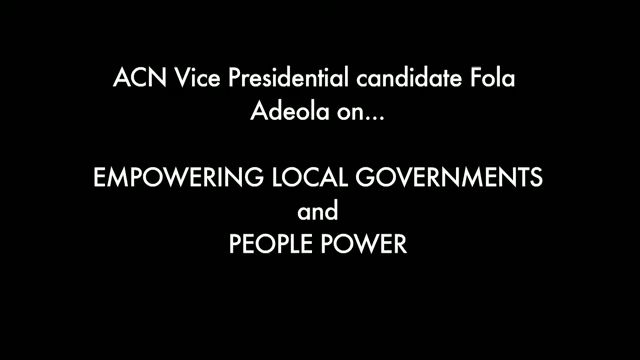 ACN Vice Presidential candidate Fola
Adeola on...
EMPOWERING LOCAL GOVERNMENTS
and
PEOPLE POWER